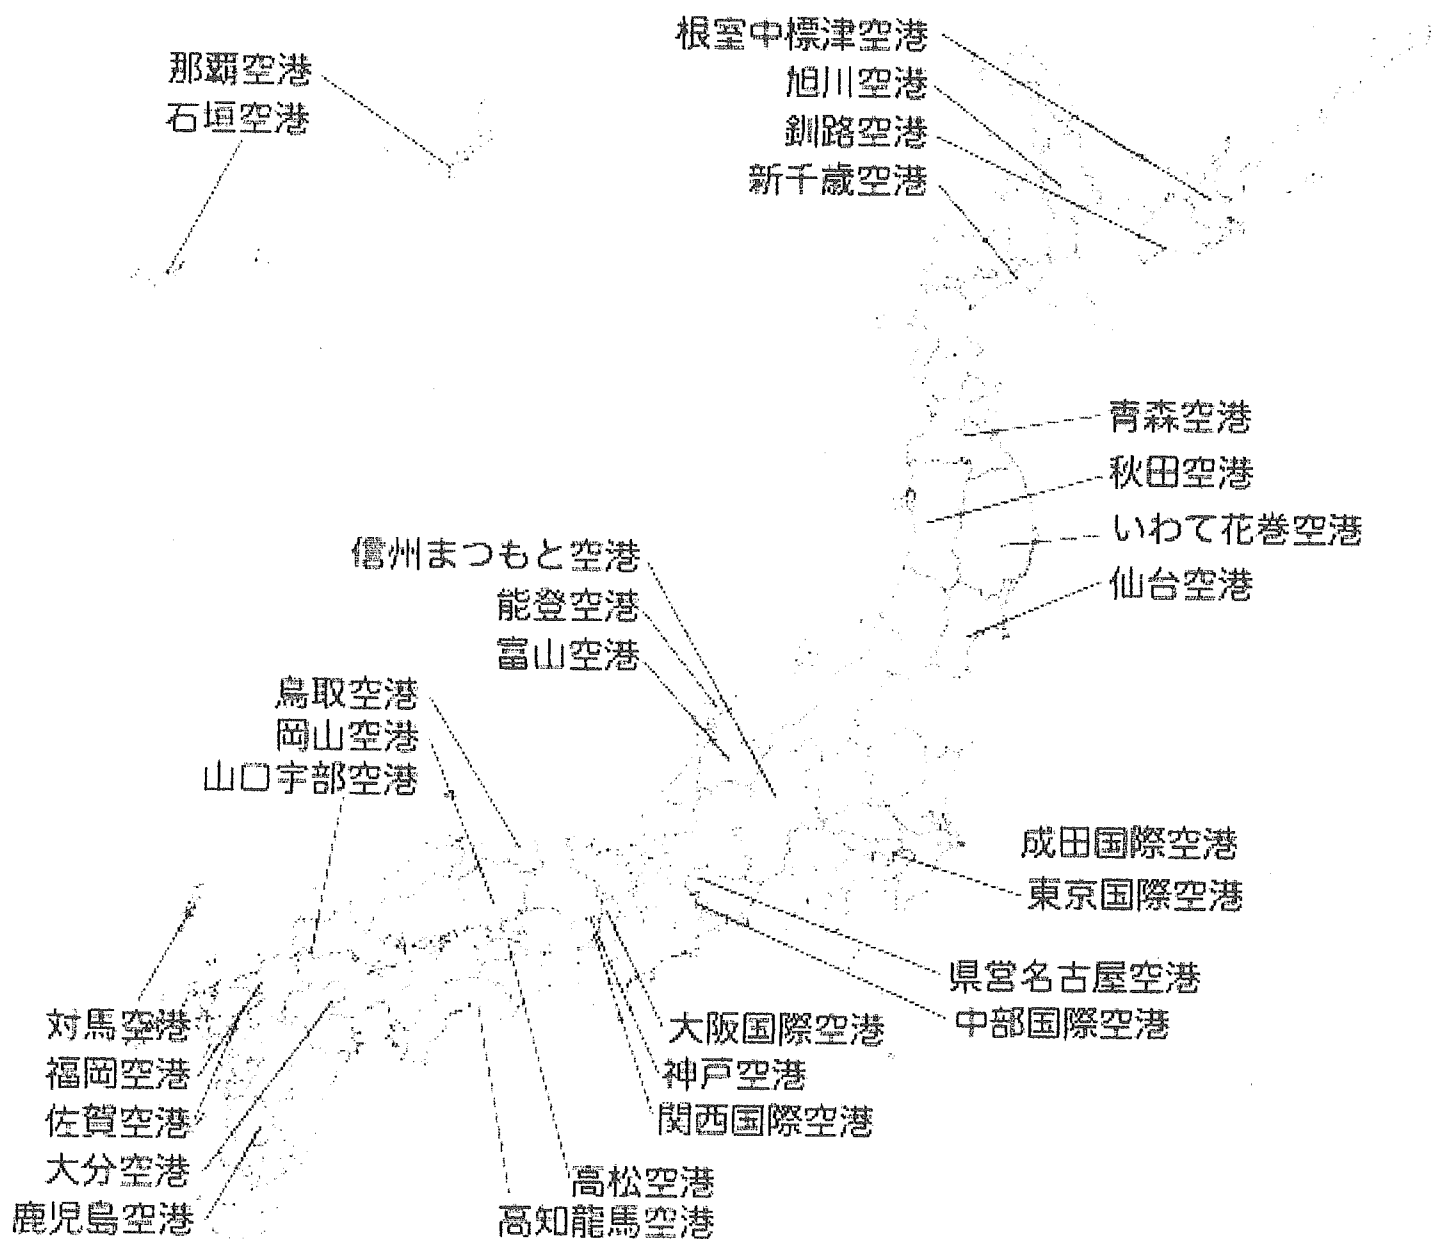 根室中標津空港
旭川空港
釧路空港
新千歳空港
那覇空港
石垣空港
青森空港
秋田空港
いわて花巻空港
仙台空港
信州まつもと空港
能登空港
富山空港
鳥取空港
岡山空港
山口宇部空港
成田国際空港
東京国際空港
県営名古屋空港
中部国際空港
大阪国際空港
神戸空港
関西国際空港
対馬空港
福岡空港
佐賀空港
大分空港
鹿児島空港
高松空港
高知龍馬空港